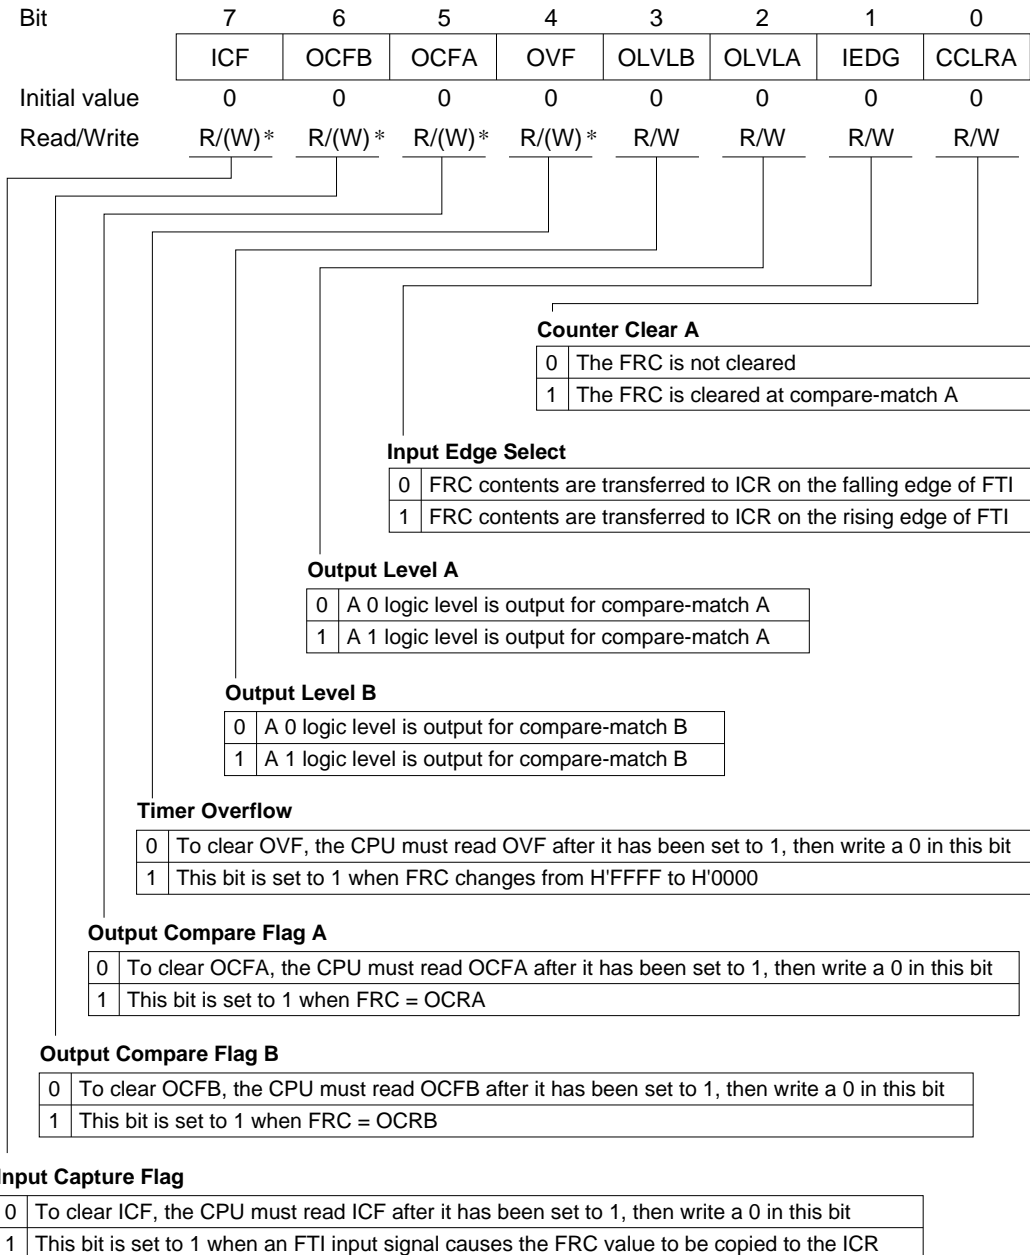 Bit 7 6 5 4 3 2 1 0
ICF OCFB OCFA OVF OLVLB OLVLA IEDG CCLRA
Initial value 0 0 0 0 0 0 0 0
Read/Write R/(W)* R/(W)* R/(W)* R/(W)* R/W R/W R/W R/W
Counter Clear A
0 The FRC is not cleared
1 The FRC is cleared at compare-match A
Input Edge Select
0 FRC contents are transferred to ICR on the falling edge of FTI
1 FRC contents are transferred to ICR on the rising edge of FTI
Output Level A
0 A 0 logic level is output for compare-match A
1 A 1 logic level is output for compare-match A
Output Level B
0 A 0 logic level is output for compare-match B
1 A 1 logic level is output for compare-match B
Timer Overflow
0 To clear OVF, the CPU must read OVF after it has been set to 1, then write a 0 in this bit
1 This bit is set to 1 when FRC changes from H'FFFF to H'0000
Output Compare Flag A
0 To clear OCFA, the CPU must read OCFA after it has been set to 1, then write a 0 in this bit
1 This bit is set to 1 when FRC = OCRA
Output Compare Flag B
0 To clear OCFB, the CPU must read OCFB after it has been set to 1, then write a 0 in this bit
1 This bit is set to 1 when FRC = OCRB
Input Capture Flag
0 To clear ICF, the CPU must read ICF after it has been set to 1, then write a 0 in this bit
1 This bit is set to 1 when an FTI input signal causes the FRC value to be copied to the ICR